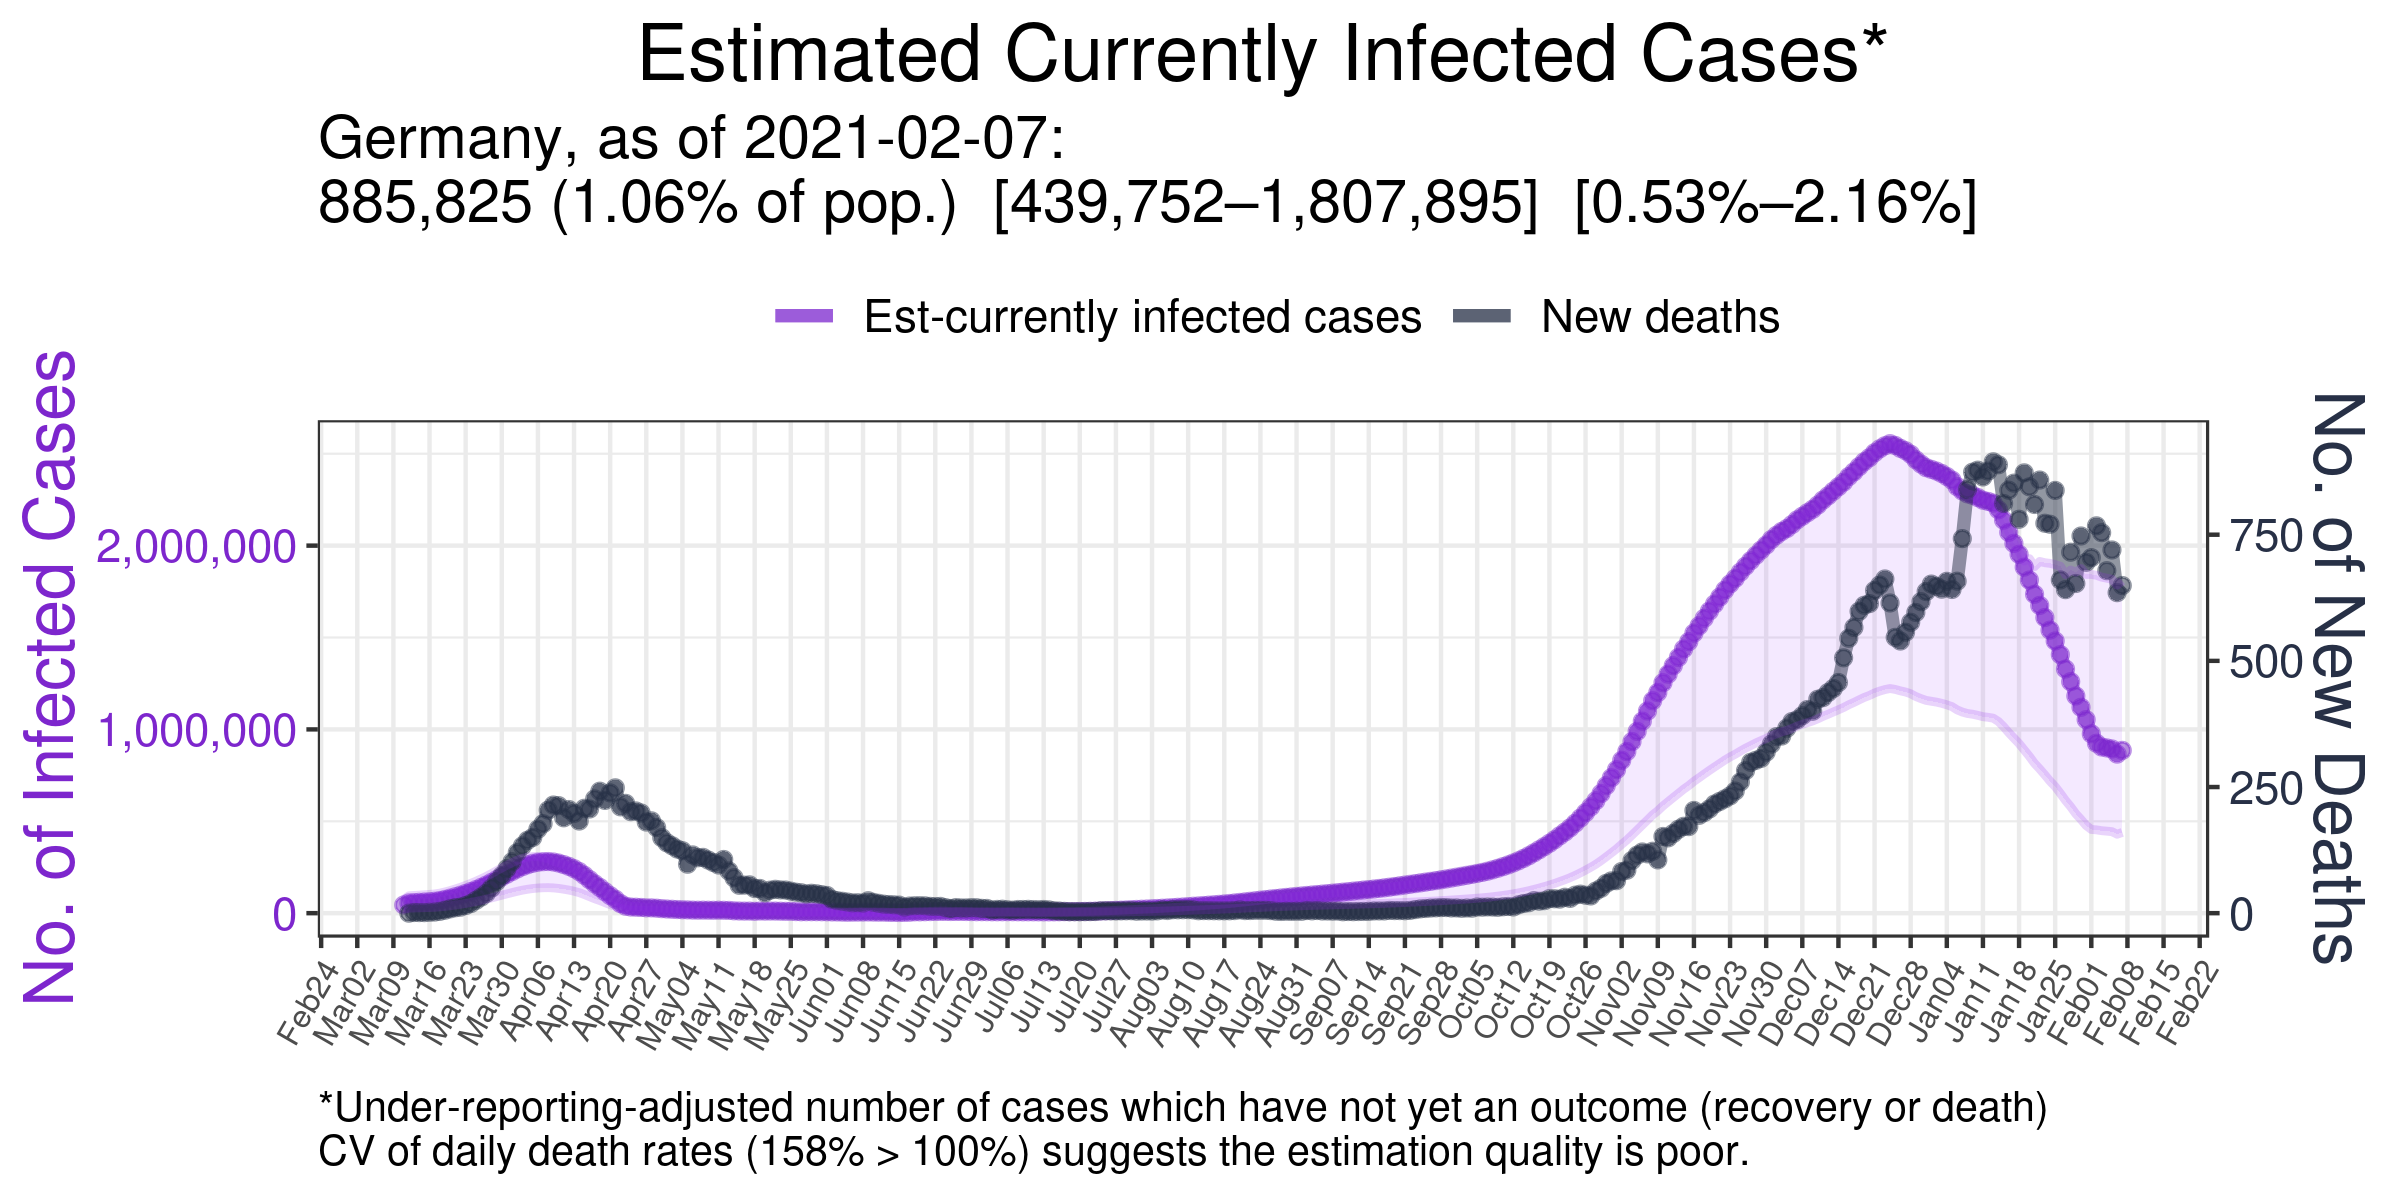 Estimated Currently Infected Cases*
Germany, as of 2021-02-07:
885,825 (1.06% of pop.)  [439,752–1,807,895]  [0.53%–2.16%]
Est-currently infected cases
New deaths
No. of Infected Cases
2,000,000
1,000,000
0
No. of New Deaths
750
500
250
0
Feb24
Mar02
Mar09
Mar16
Mar23
Mar30
Apr06
Apr13
Apr20
Apr27
May04
May11
May18
May25
Jun01
Jun08
Jun15
Jun22
Jun29
Jul06
Jul13
Jul20
Jul27
Aug03
Aug10
Aug17
Aug24
Aug31
Sep07
Sep14
Sep21
Sep28
Oct05
Oct12
Oct19
Oct26
Nov02
Nov09
Nov16
Nov23
Nov30
Dec07
Dec14
Dec21
Dec28
Jan04
Jan11
Jan18
Jan25
Feb01
Feb08
Feb15
Feb22
*Under-reporting-adjusted number of cases which have not yet an outcome (recovery or death)
CV of daily death rates (158% > 100%) suggests the estimation quality is poor.